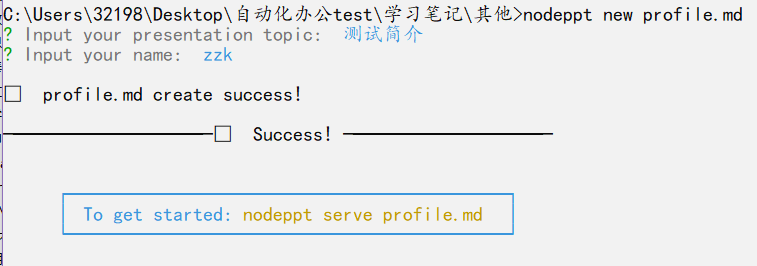 C:\Users\32198\Desktop\自动化办公test\学习笔记\其他>nodeppt new profile.md
? Input your presentation topic: 测试简介
? Input your name: zzk
□ profile.md create success!
□ Success!
To get started: nodeppt serve profile.md